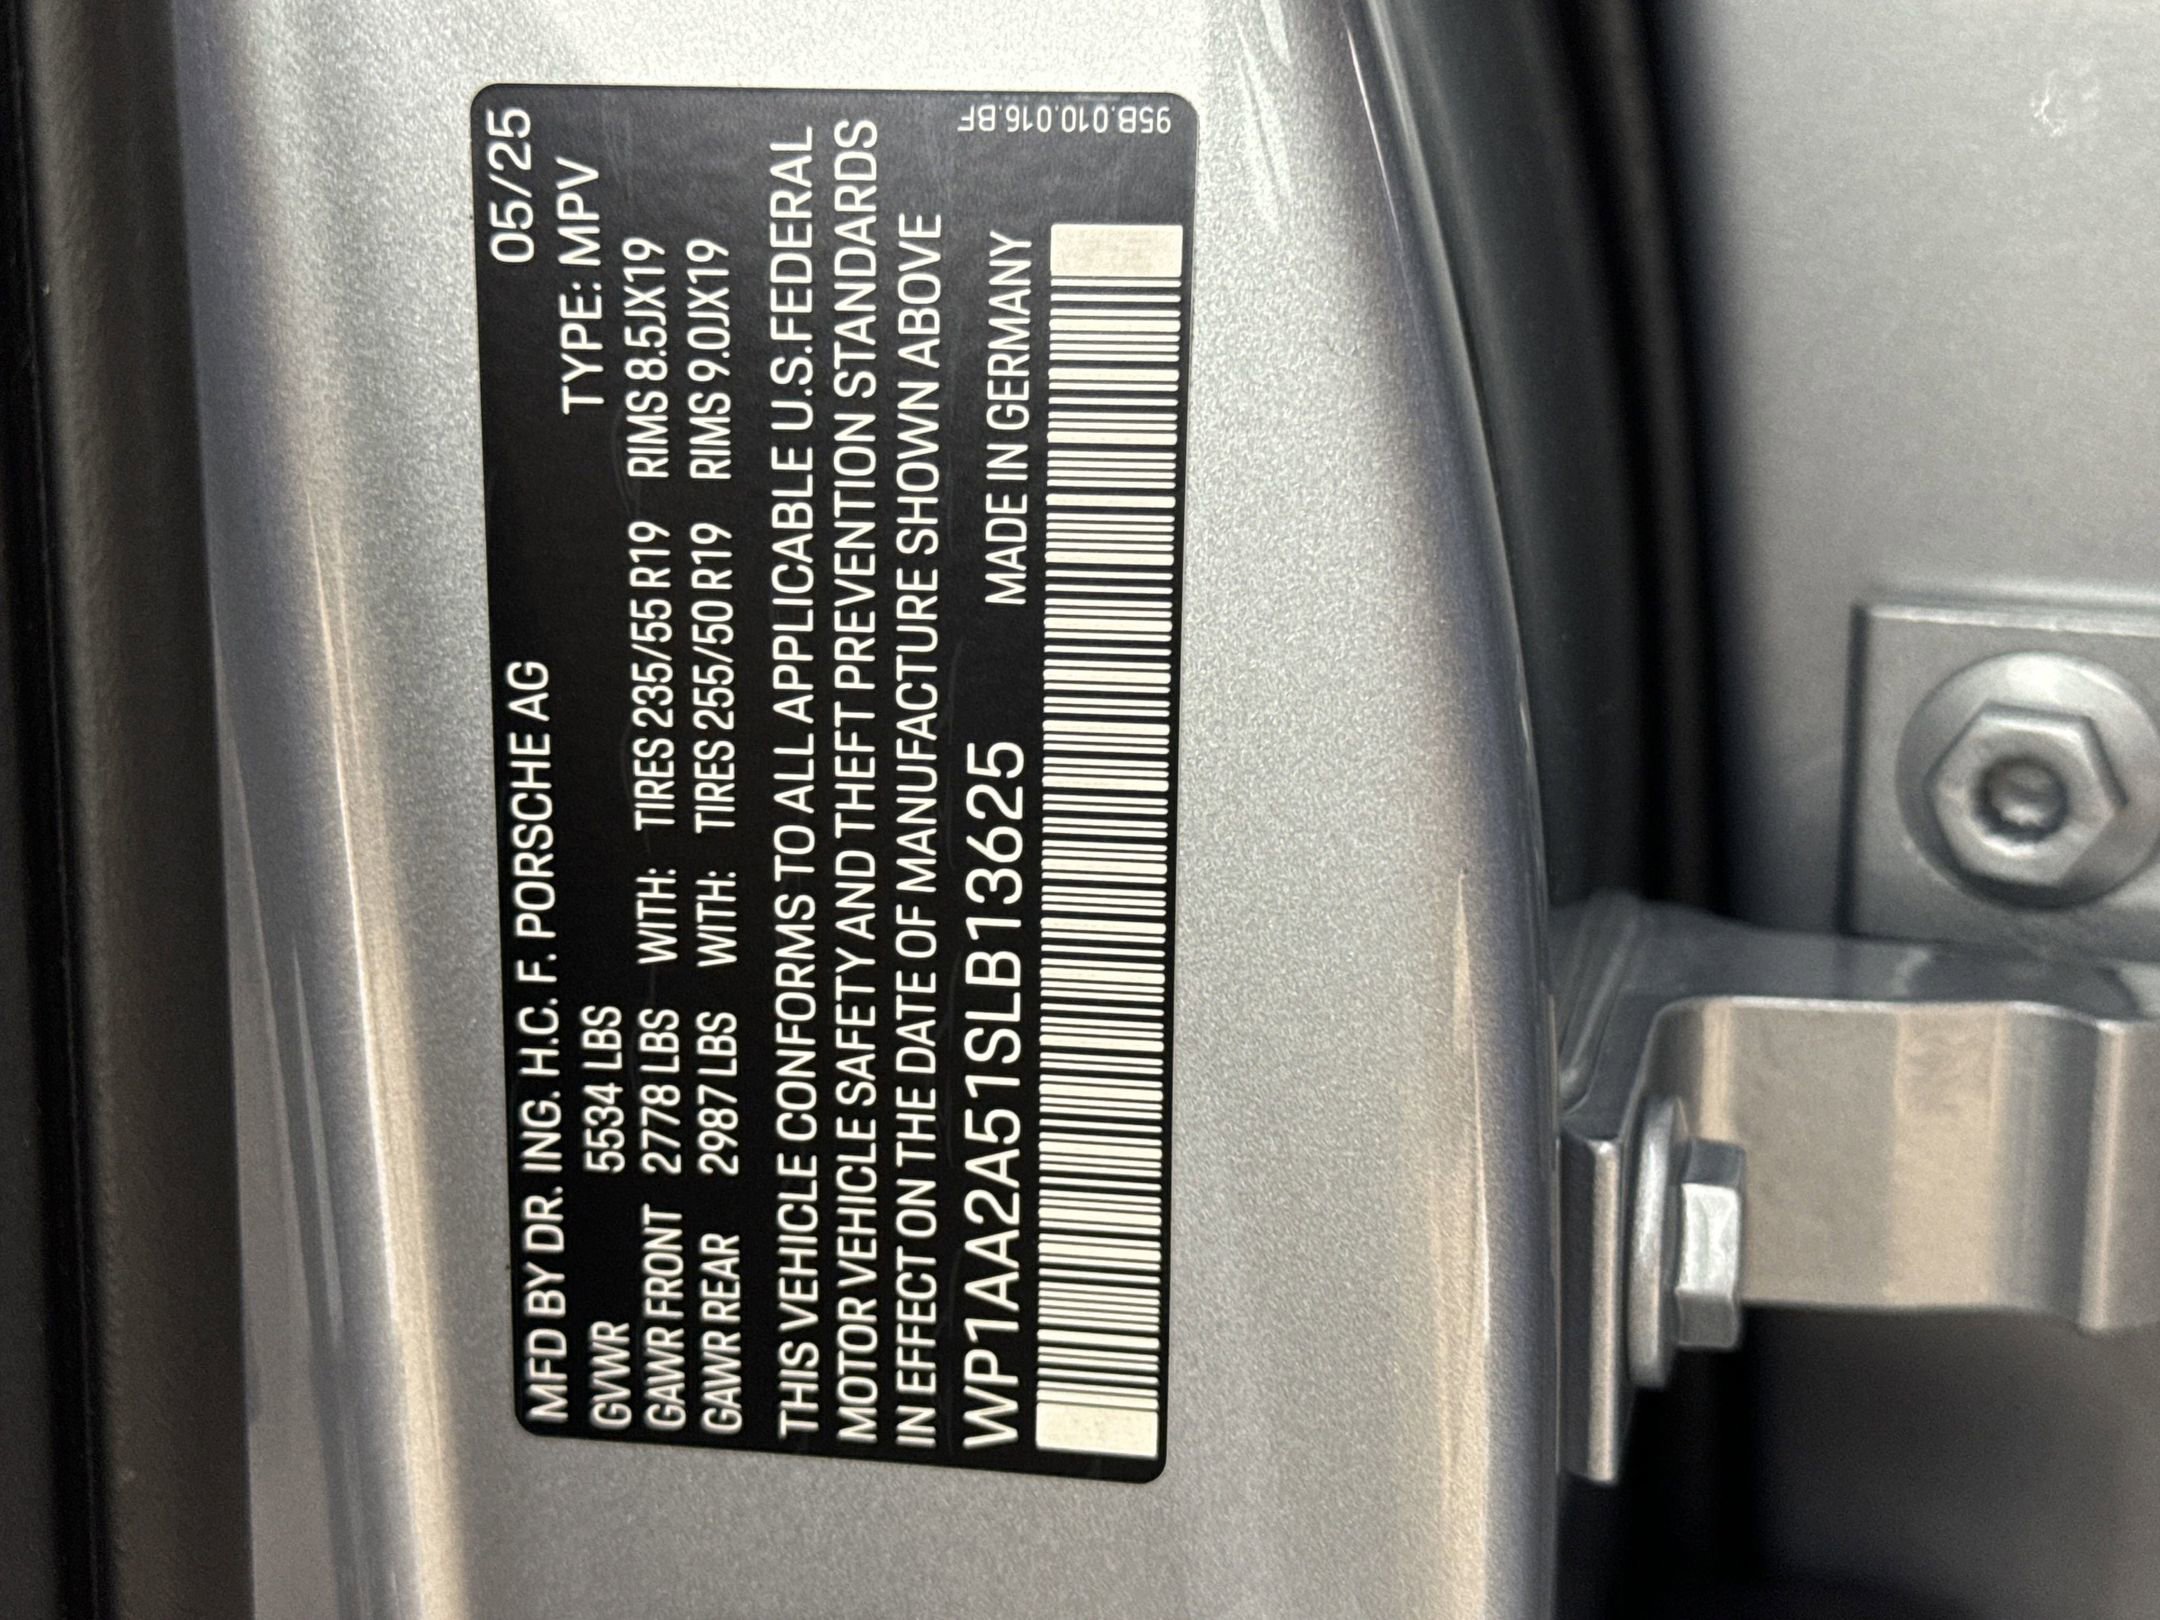 MFD BY DR. ING. H.C. F. PORSCHE AG 05/25
GVWR 5534 LBS TYPE: MPV
GAWR FRONT 2778 LBS WITH: TIRES 235/55 R19 RIMS 8.5JX19
GAWR REAR 2987 LBS WITH: TIRES 255/50 R19 RIMS 9.0JX19
THIS VEHICLE CONFORMS TO ALL APPLICABLE U.S.FEDERAL
MOTOR VEHICLE SAFETY AND THEFT PREVENTION STANDARDS
IN EFFECT ON THE DATE OF MANUFACTURE SHOWN ABOVE
WP1AA2A51SLB13625 MADE IN GERMANY
95B.010.016.BF